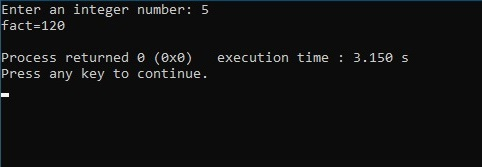 Enter an integer number: 5
fact=120
Process returned 0 (0x0)   execution time : 3.150 s
Press any key to continue.